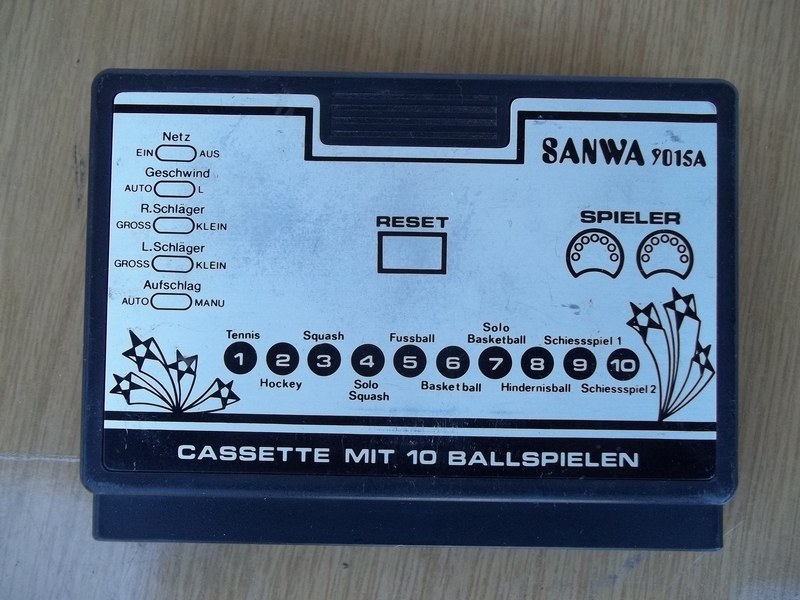 SANWA 9015A
Netz
EIN AUS
Geschwind
AUTO L
R.Schläger
GROSS KLEIN
L.Schläger
GROSS KLEIN
Aufschlag
AUTO MANU
RESET
SPIELER
Tennis
1
Hockey
2
Squash
3
Solo
Squash
4
Fussball
5
Basketball
6
Solo
Basketball
7
Hindernisball
8
Schiessspiel 1
9
Schiessspiel 2
10
CASSETTE MIT 10 BALLSPIELEN